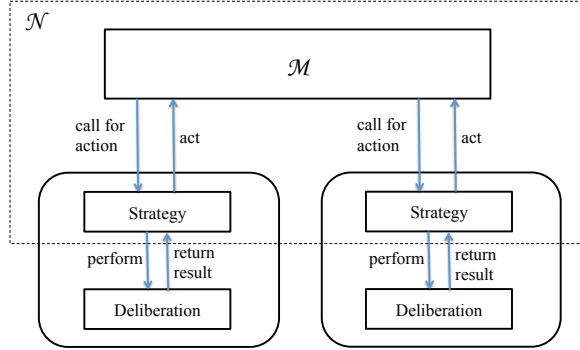 𝒩
ℳ
call for
action
act
call for
action
act
Strategy
Strategy
perform
return
result
perform
return
result
Deliberation
Deliberation